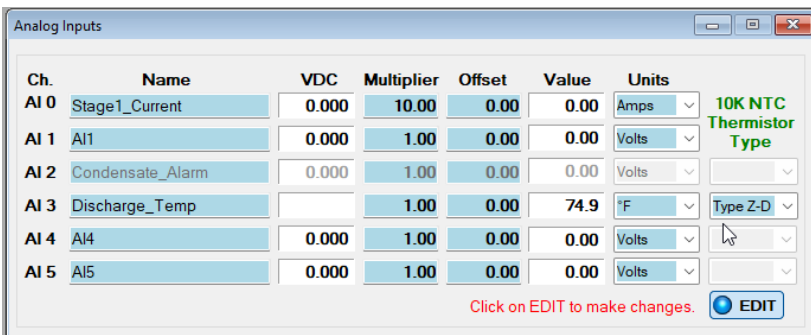 Analog Inputs
Ch. Name VDC Multiplier Offset Value Units
AI 0 Stage1_Current 0.000 10.00 0.00 0.00 Amps 10K NTC
Thermistor
Type
AI 1 AI1 0.000 1.00 0.00 0.00 Volts
AI 2 Condensate_Alarm 0.000 1.00 0.00 0.00 Volts
AI 3 Discharge_Temp 1.00 0.00 74.9 °F Type Z-D
AI 4 AI4 0.000 1.00 0.00 0.00 Volts
AI 5 AI5 0.000 1.00 0.00 0.00 Volts
Click on EDIT to make changes. EDIT